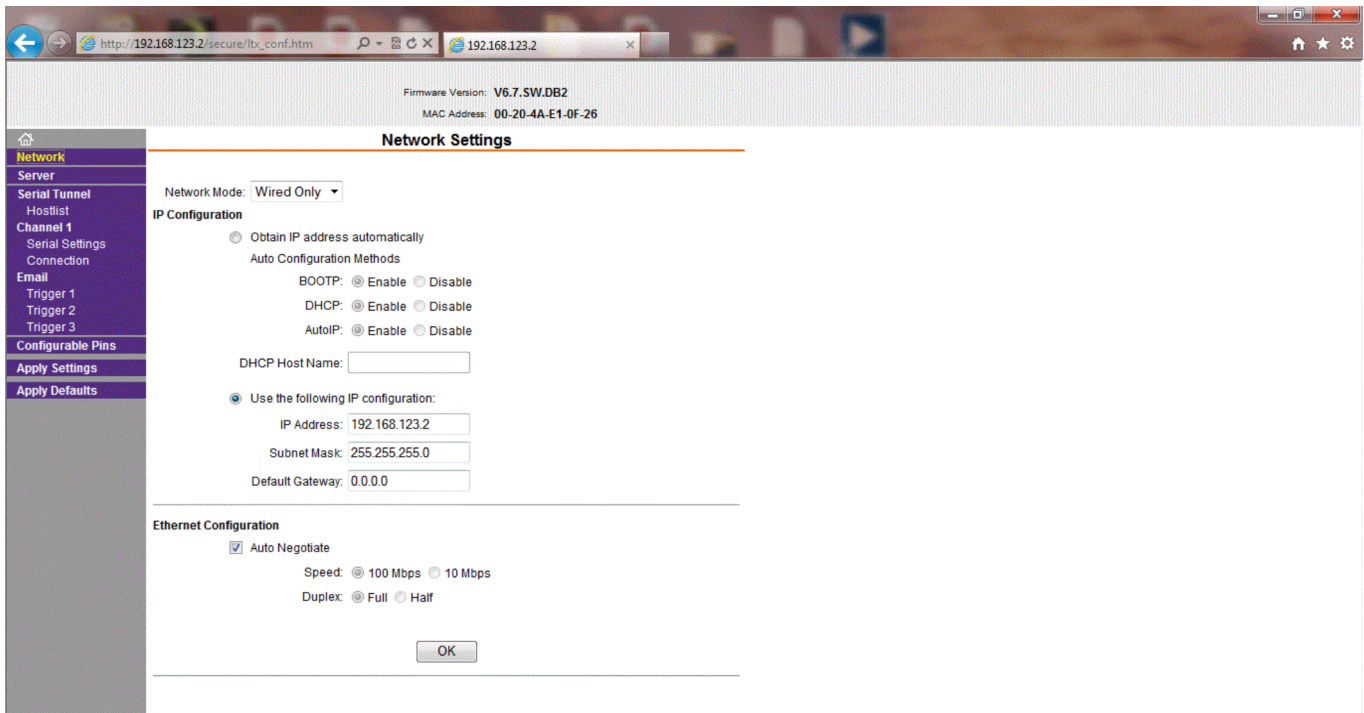 http://192.168.123.2/secure/ltx_conf.htm
192.168.123.2
Firmware Version: V6.7.SW.DB2
MAC Address: 00-20-4A-E1-0F-26
Network
Server
Serial Tunnel
Hostlist
Channel 1
Serial Settings
Connection
Email
Trigger 1
Trigger 2
Trigger 3
Configurable Pins
Apply Settings
Apply Defaults
Network Settings
Network Mode: Wired Only
IP Configuration
Obtain IP address automatically
Auto Configuration Methods
BOOTP: Enable Disable
DHCP: Enable Disable
AutoIP: Enable Disable
DHCP Host Name:
Use the following IP configuration:
IP Address: 192.168.123.2
Subnet Mask: 255.255.255.0
Default Gateway: 0.0.0.0
Ethernet Configuration
Auto Negotiate
Speed: 100 Mbps 10 Mbps
Duplex: Full Half
OK